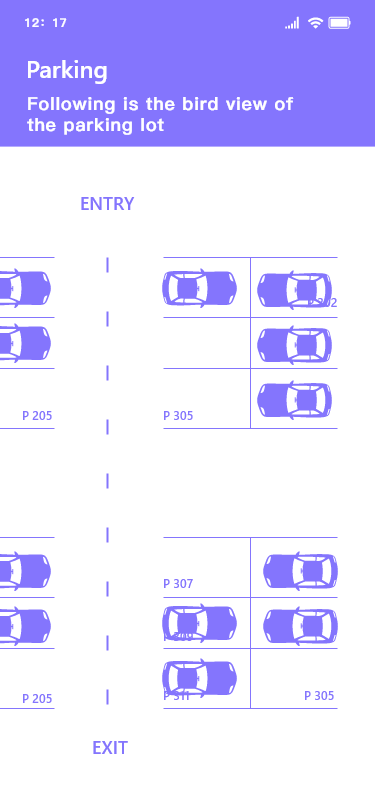 12: 17
Parking
Following is the bird view of
the parking lot
ENTRY
P 205
P 305
P 307
P 311
P 205
P 305
EXIT